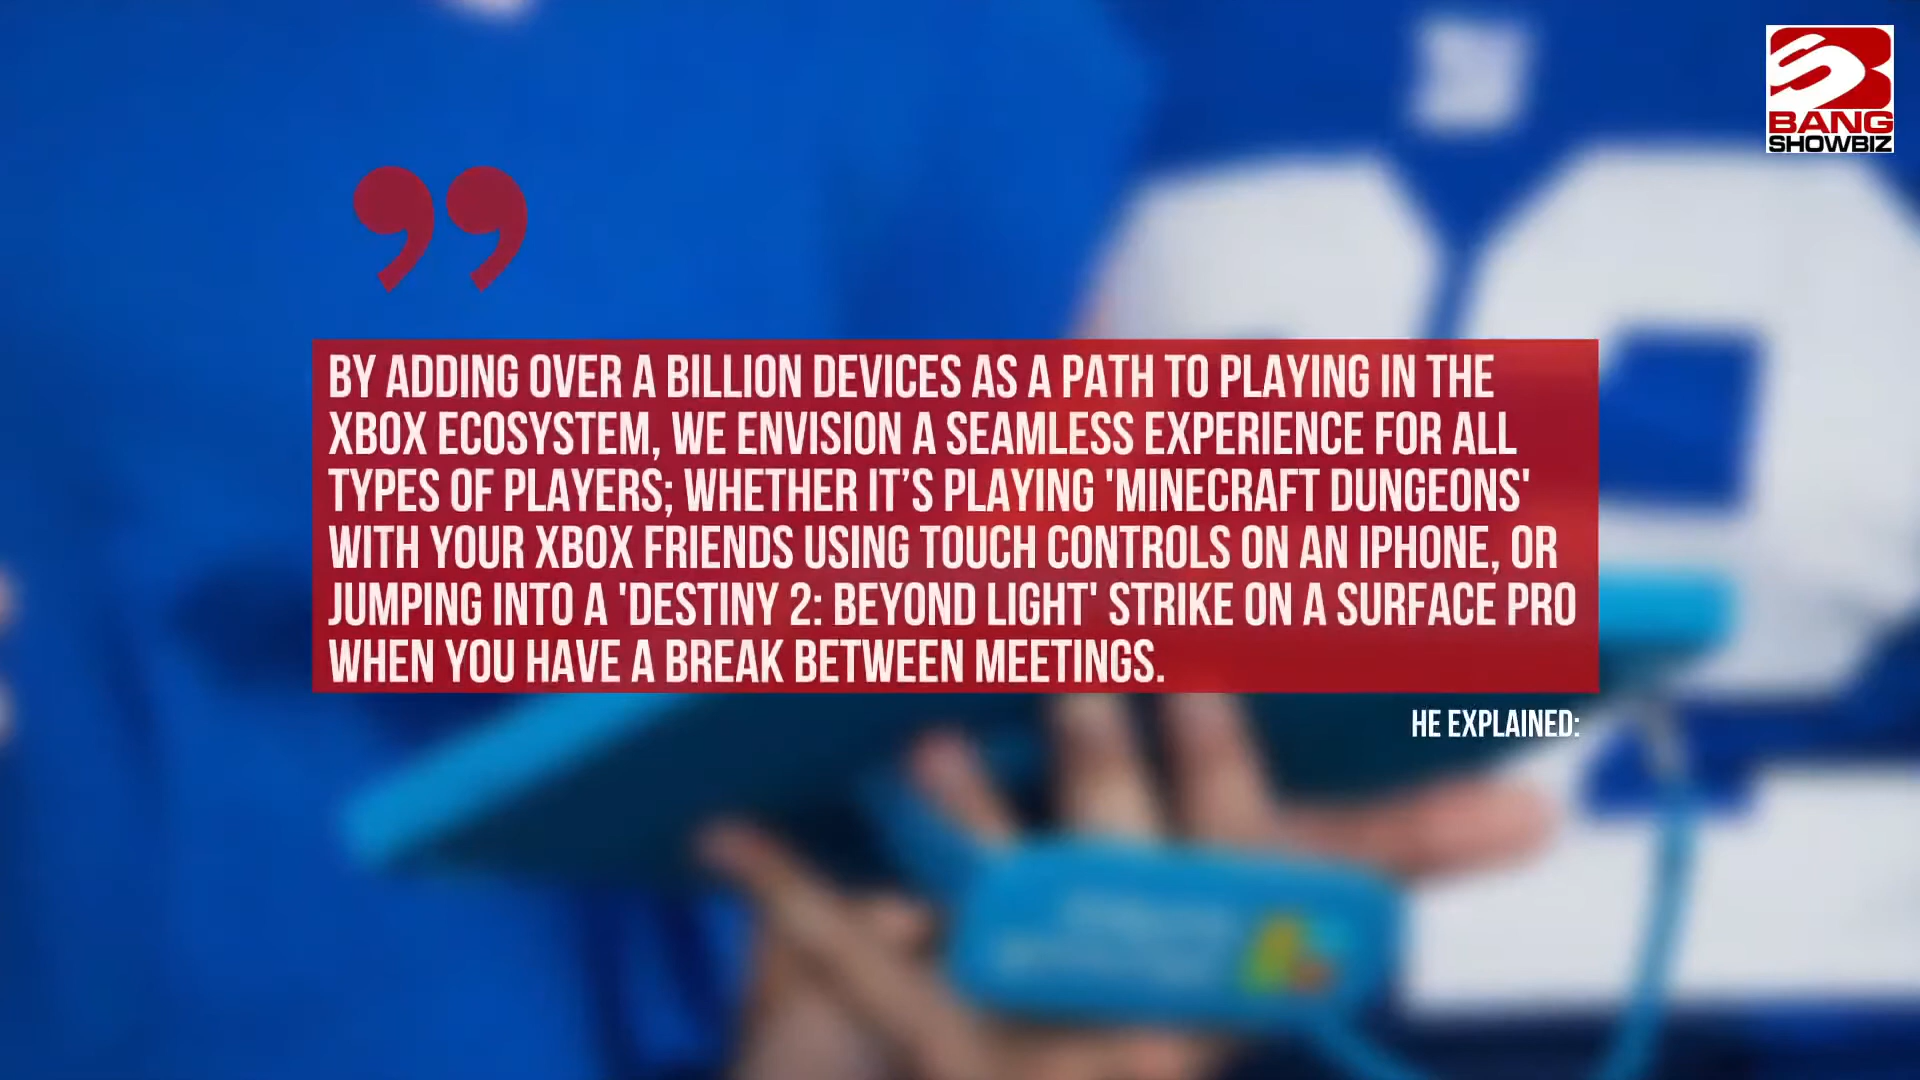 BANG
SHOWBIZ
”
BY ADDING OVER A BILLION DEVICES AS A PATH TO PLAYING IN THE
XBOX ECOSYSTEM, WE ENVISION A SEAMLESS EXPERIENCE FOR ALL
TYPES OF PLAYERS; WHETHER IT’S PLAYING 'MINECRAFT DUNGEONS'
WITH YOUR XBOX FRIENDS USING TOUCH CONTROLS ON AN IPHONE, OR
JUMPING INTO A 'DESTINY 2: BEYOND LIGHT' STRIKE ON A SURFACE PRO
WHEN YOU HAVE A BREAK BETWEEN MEETINGS.
HE EXPLAINED: